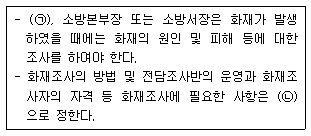 - (㉠), 소방본부장 또는 소방서장은 화재가 발생
하였을 때에는 화재의 원인 및 피해 등에 대한
조사를 하여야 한다.
- 화재조사의 방법 및 전담조사반의 운영과 화재조
사자의 자격 등 화재조사에 필요한 사항은 (㉡)
으로 정한다.